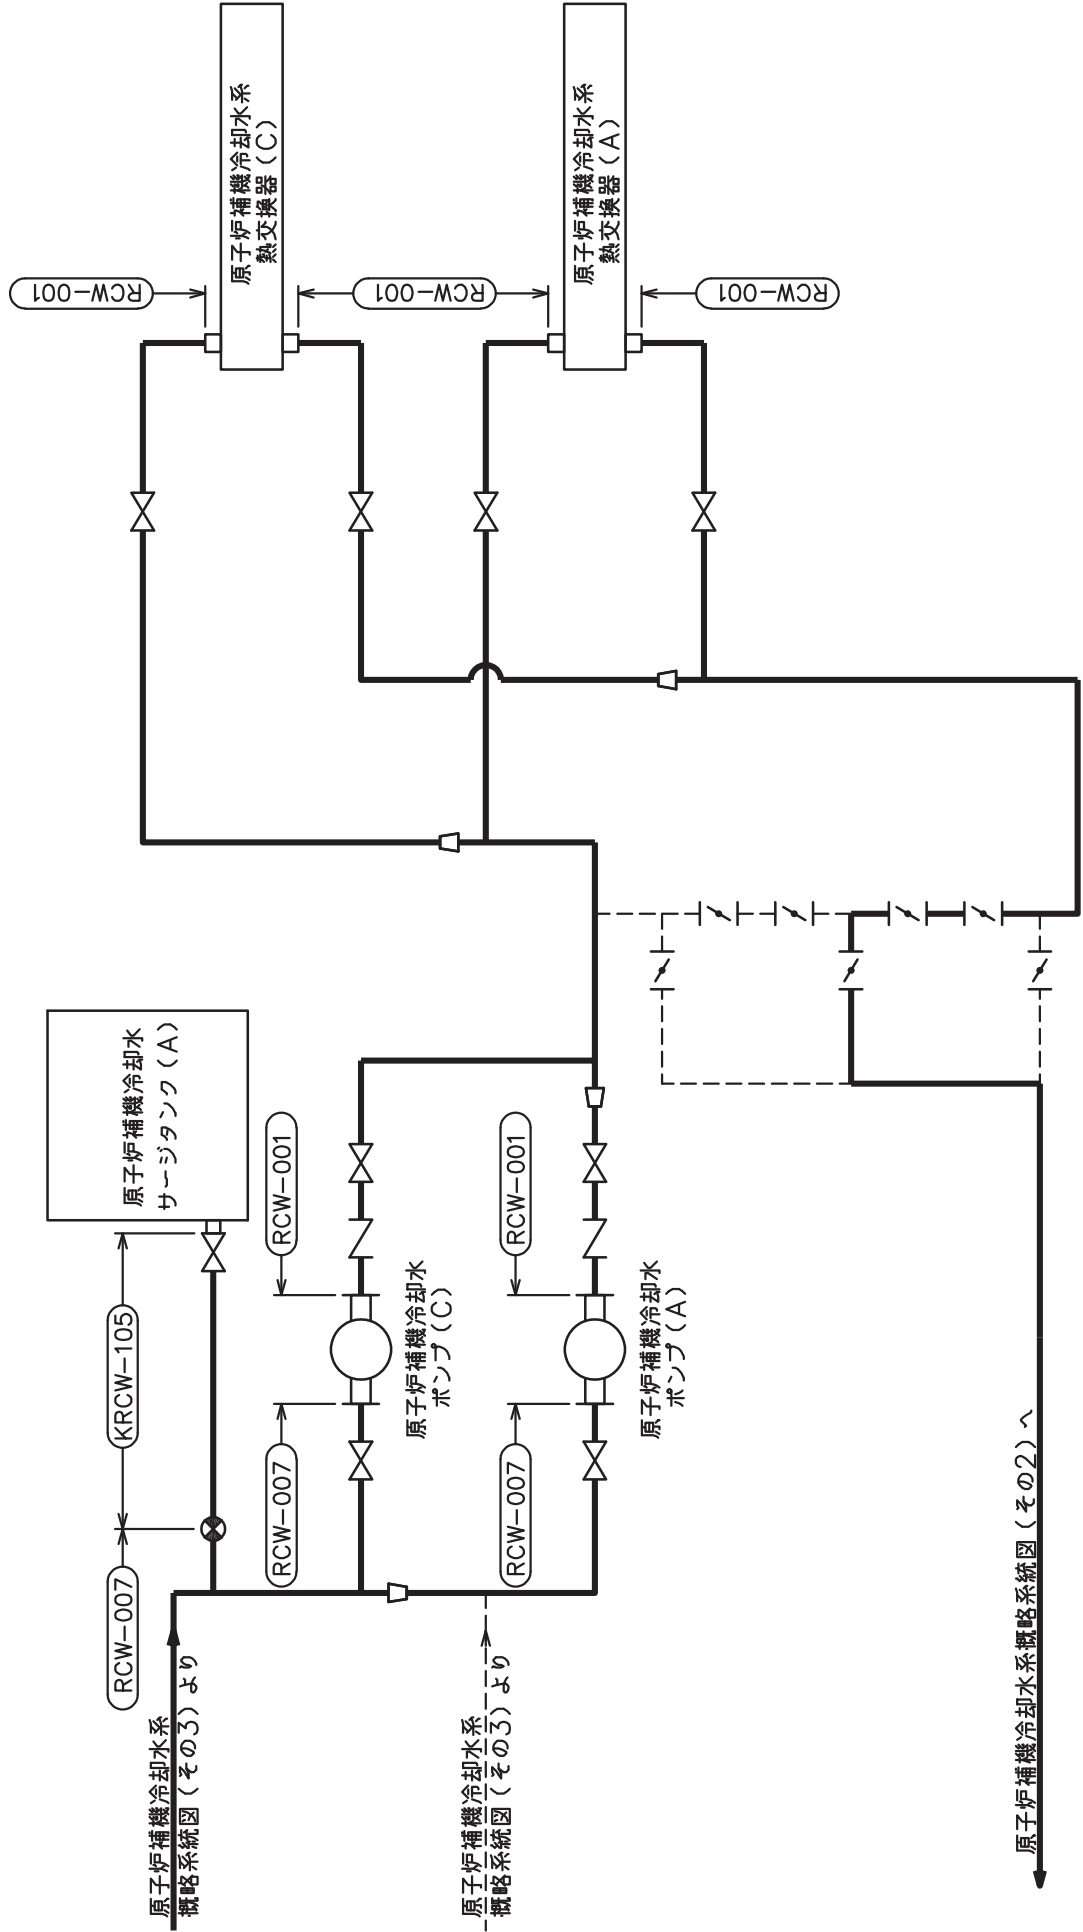 原子炉補機冷却水系
熱交換器(C)
原子炉補機冷却水系
熱交換器(A)
RCW-001
RCW-001
RCW-001
原子炉補機冷却水
サージタンク(A)
KRCW-105
RCW-007
RCW-001
RCW-007
原子炉補機冷却水
ポンプ(C)
RCW-001
RCW-007
原子炉補機冷却水
ポンプ(A)
原子炉補機冷却水系
概略系統図(その3)より
原子炉補機冷却水系
概略系統図(その3)より
原子炉補機冷却水系概略系統図(その2)へ